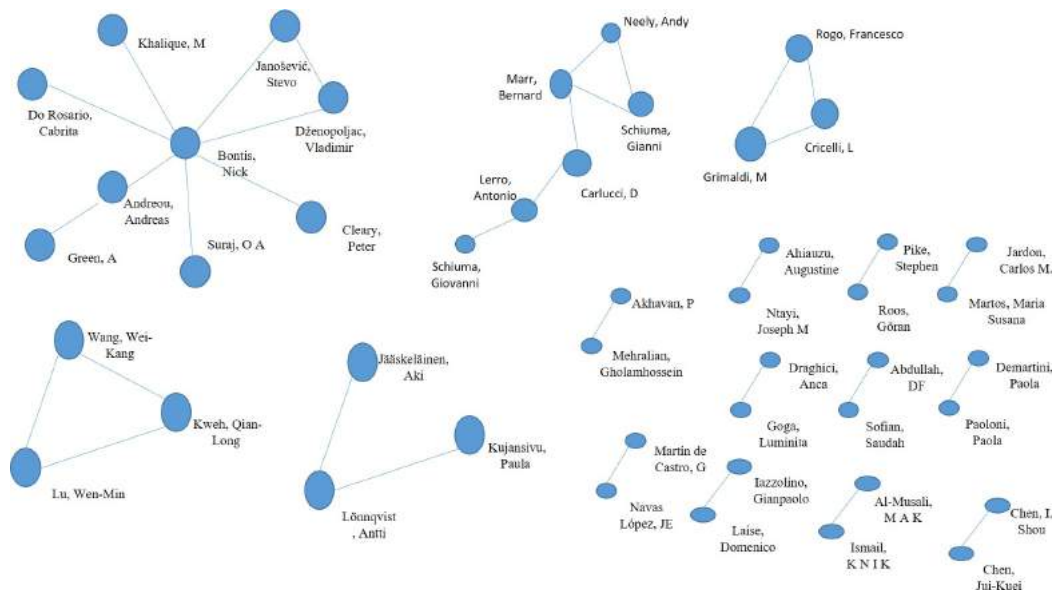 Khalique, M
Janošević,
Stevo
Do Rosario,
Cabrita
Dženopoljac,
Vladimir
Bontis,
Nick
Andreou,
Andreas
Green, A
Suraj, O A
Cleary,
Peter
Neely, Andy
Marr,
Bernard
Schiuma,
Gianni
Carlucci, D
Lerro,
Antonio
Schiuma,
Giovanni
Rogo, Francesco
Cricelli, L
Grimaldi, M
Wang, Wei-
Kang
Kweh, Qian-
Long
Lu, Wen-Min
Jääskeläinen,
Aki
Kujansivu,
Paula
Lönnqvist
, Antti
Akhavan, P
Mehralian,
Gholamhossein
Ahiauzu,
Augustine
Ntayi,
Joseph M
Pike,
Stephen
Roos,
Göran
Jardon,
Carlos M.
Martos, Maria
Susana
Draghici,
Anca
Goga,
Luminita
Abdullah,
DF
Sofian,
Saudah
Demartini,
Paola
Paoloni,
Paola
Martín de
Castro, G
Navas
López, JE
Iazzolino,
Gianpaolo
Laise,
Domenico
Al-Musali,
M A K
Ismail,
K N I K
Chen, I,
Shou
Chen,
Jui-Kuei